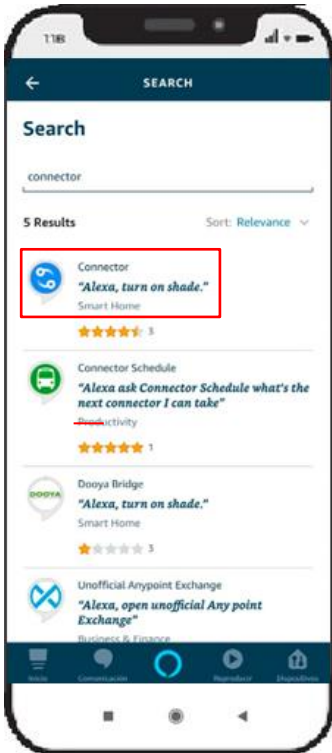 11:18
SEARCH
Search
connector
5 Results Sort: Relevance
Connector
"Alexa, turn on shade."
Smart Home
3
Connector Schedule
"Alexa ask Connector Schedule what's the
next connector I can take"
Productivity
1
DOOYA
Dooya Bridge
"Alexa, turn on shade."
Smart Home
3
Unofficial Anypoint Exchange
"Alexa, open unofficial Any point
Exchange"
Business & Finance
Inicio Comunicación Reproducir Dispositivos